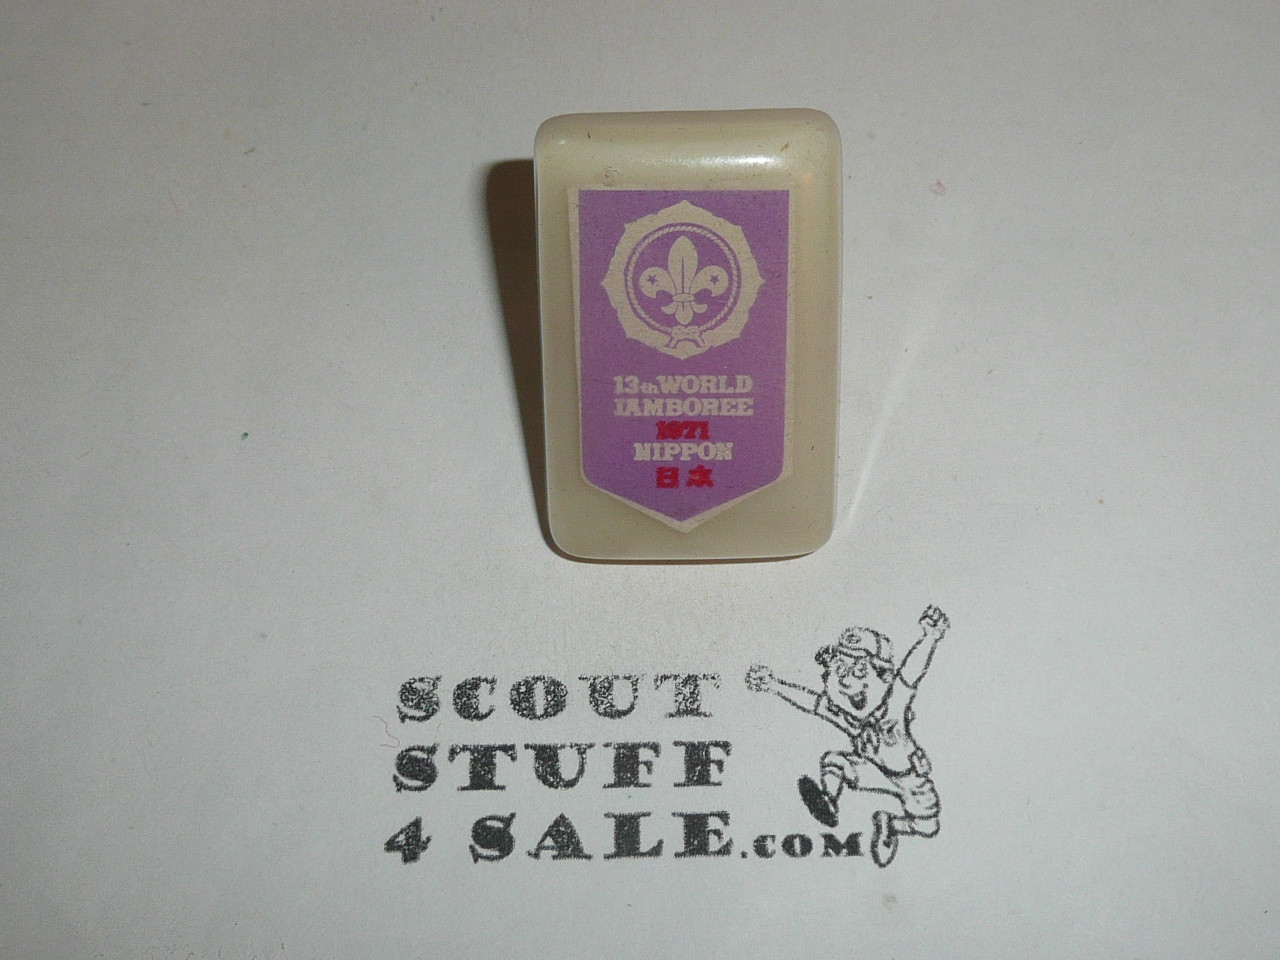 13th WORLD
JAMBOREE
1971
NIPPON
日本
SCOUT
STUFF
4 SALE.COM